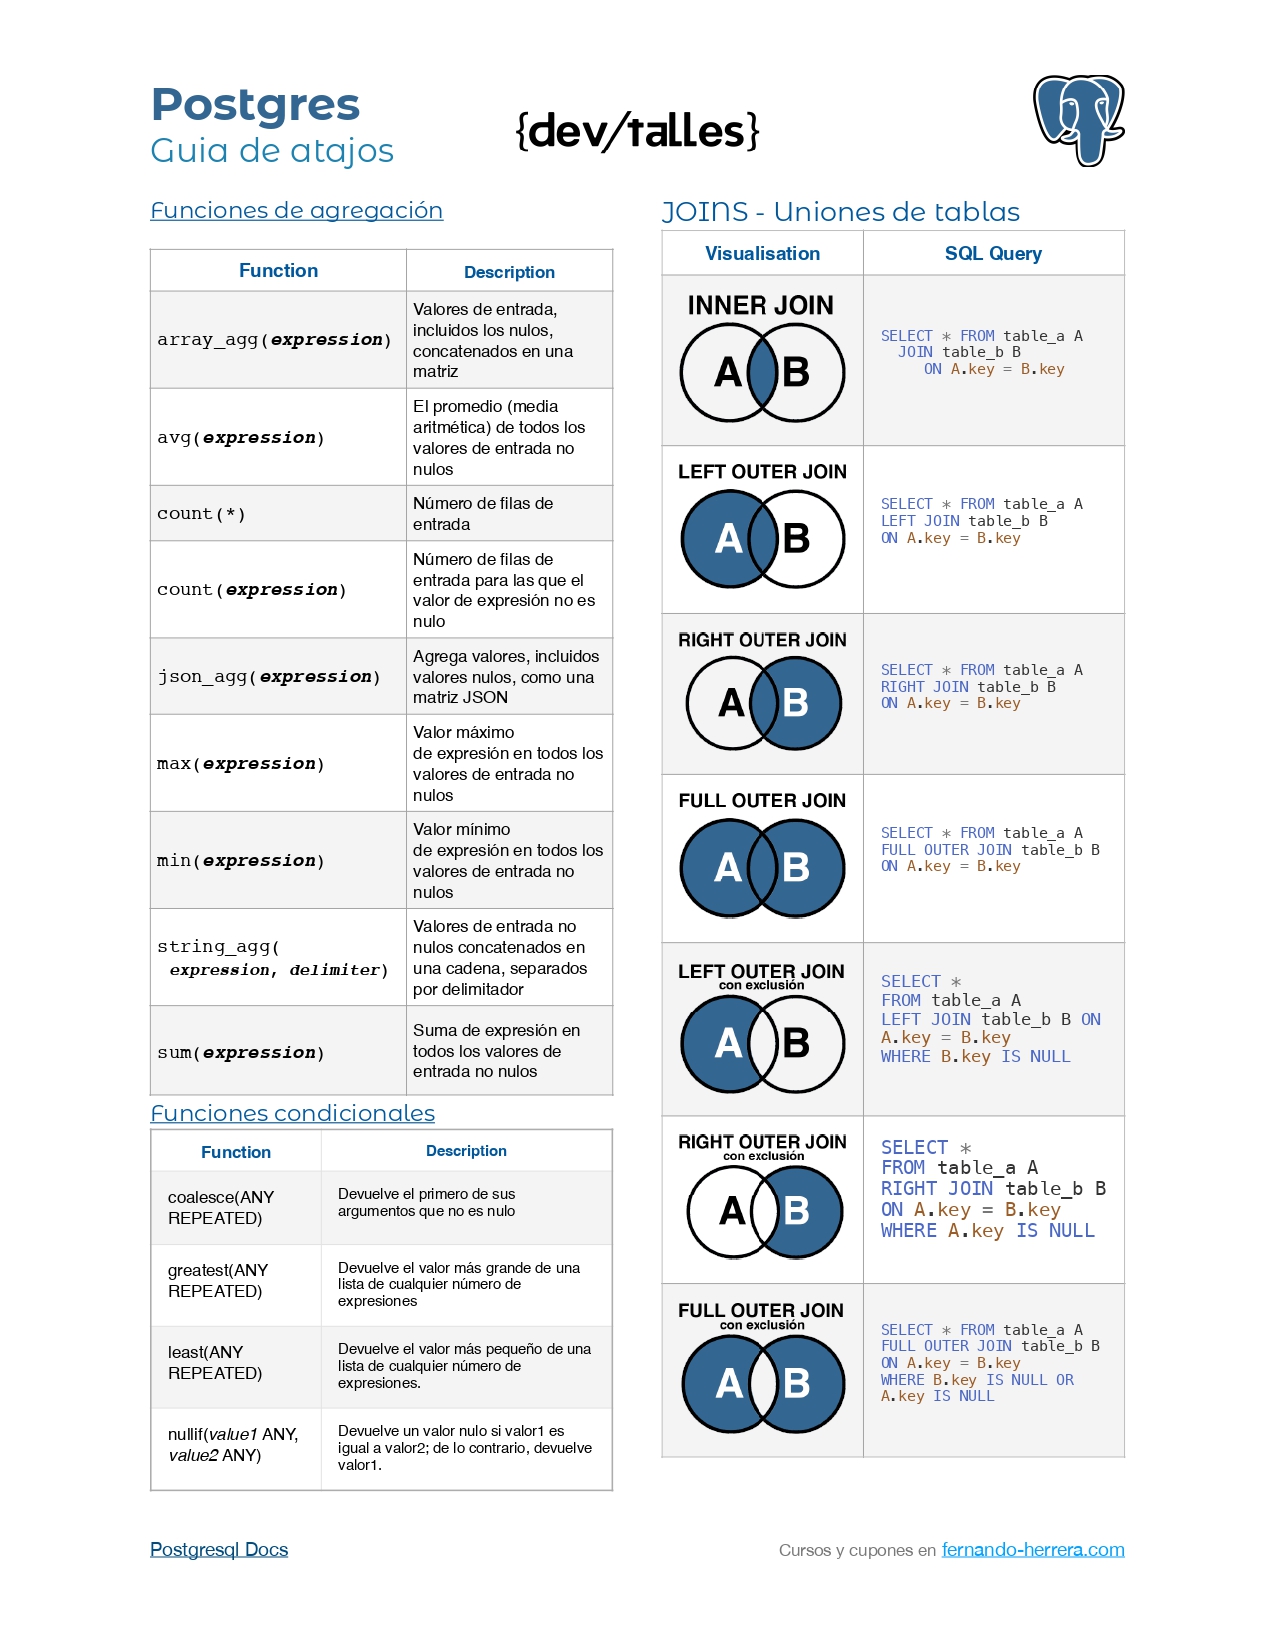 Postgres
Guia de atajos
{dev/talles}
Funciones de agregación
Function
Description
array_agg(expression)
Valores de entrada,
incluidos los nulos,
concatenados en una
matriz
avg(expression)
El promedio (media
aritmética) de todos los
valores de entrada no
nulos
count(*)
Número de filas de
entrada
count(expression)
Número de filas de
entrada para las que el
valor de expresión no es
nulo
json_agg(expression)
Agrega valores, incluidos
valores nulos, como una
matriz JSON
max(expression)
Valor máximo
de expresión en todos los
valores de entrada no
nulos
min(expression)
Valor mínimo
de expresión en todos los
valores de entrada no
nulos
string_agg(
expression, delimiter)
Valores de entrada no
nulos concatenados en
una cadena, separados
por delimitador
sum(expression)
Suma de expresión en
todos los valores de
entrada no nulos
Funciones condicionales
Function
Description
coalesce(ANY
REPEATED)
Devuelve el primero de sus
argumentos que no es nulo
greatest(ANY
REPEATED)
Devuelve el valor más grande de una
lista de cualquier número de
expresiones
least(ANY
REPEATED)
Devuelve el valor más pequeño de una
lista de cualquier número de
expresiones.
nullif(value1 ANY,
value2 ANY)
Devuelve un valor nulo si valor1 es
igual a valor2; de lo contrario, devuelve
valor1.
JOINS - Uniones de tablas
Visualisation
SQL Query
INNER JOIN
A B
SELECT * FROM table_a A
JOIN table_b B
ON A.key = B.key
LEFT OUTER JOIN
A B
SELECT * FROM table_a A
LEFT JOIN table_b B
ON A.key = B.key
RIGHT OUTER JOIN
A B
SELECT * FROM table_a A
RIGHT JOIN table_b B
ON A.key = B.key
FULL OUTER JOIN
A B
SELECT * FROM table_a A
FULL OUTER JOIN table_b B
ON A.key = B.key
LEFT OUTER JOIN
con exclusión
A B
SELECT *
FROM table_a A
LEFT JOIN table_b B ON
A.key = B.key
WHERE B.key IS NULL
RIGHT OUTER JOIN
con exclusión
A B
SELECT *
FROM table_a A
RIGHT JOIN table_b B
ON A.key = B.key
WHERE A.key IS NULL
FULL OUTER JOIN
con exclusión
A B
SELECT * FROM table_a A
FULL OUTER JOIN table_b B
ON A.key = B.key
WHERE B.key IS NULL OR
A.key IS NULL
Postgresql Docs
Cursos y cupones en fernando-herrera.com